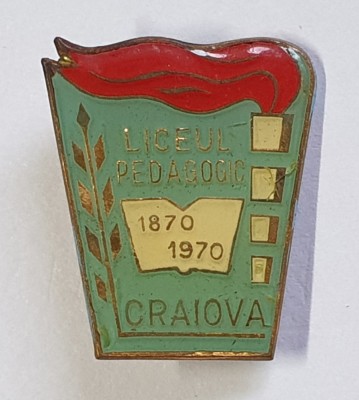 LICEUL
PEDAGOGIC
1870
1970
CRAIOVA